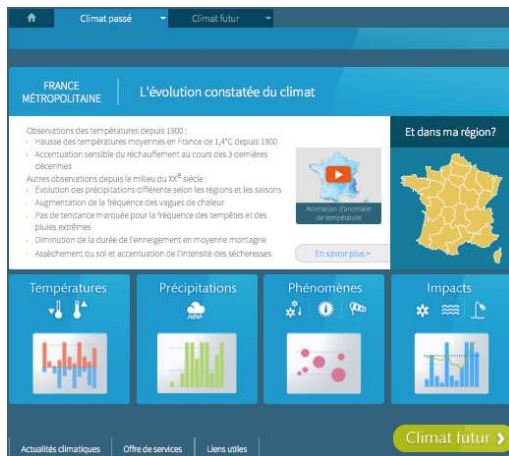 Climat passé
Climat futur
FRANCE
MÉTROPOLITAINE
L'évolution constatée du climat
Observations des températures depuis 1900 :
- Hausse des températures moyennes en France de 1,4°C depuis 1900
- Accentuation sensible du réchauffement au cours des 3 dernières
décennies
Autres observations depuis le milieu du XXe siècle :
- Évolution des précipitations différente selon les régions et les saisons
- Augmentation de la fréquence des vagues de chaleur
- Pas de tendance marquée pour la fréquence des tempêtes et des
pluies extrêmes
- Diminution de la durée de l'enneigement en moyenne montagne
- Assèchement du sol et accentuation de l'intensité des sécheresses
Animation d'anomalie
de température
En savoir plus >
Et dans ma région?
Températures
Précipitations
Phénomènes
Impacts
Climat futur
Actualités climatiques
Offre de services
Liens utiles